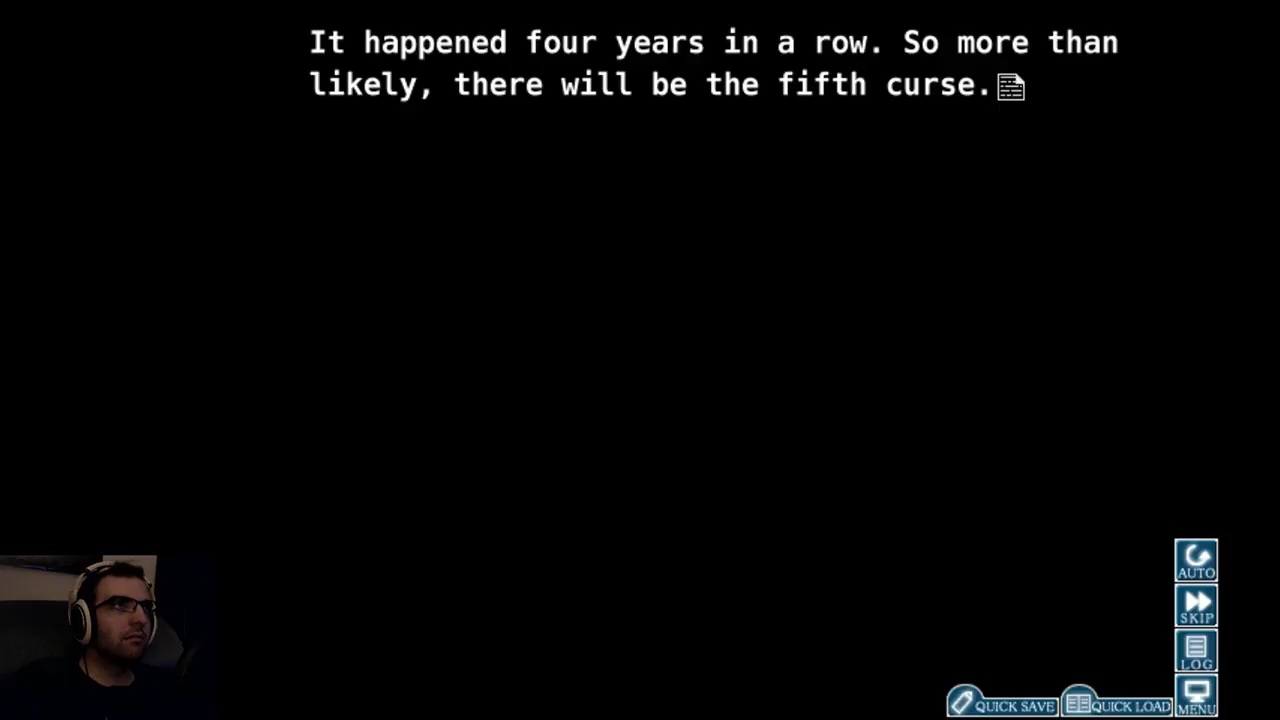 It happened four years in a row. So more than
likely, there will be the fifth curse.
AUTO
SKIP
LOG
QUICK SAVE
QUICK LOAD
MENU